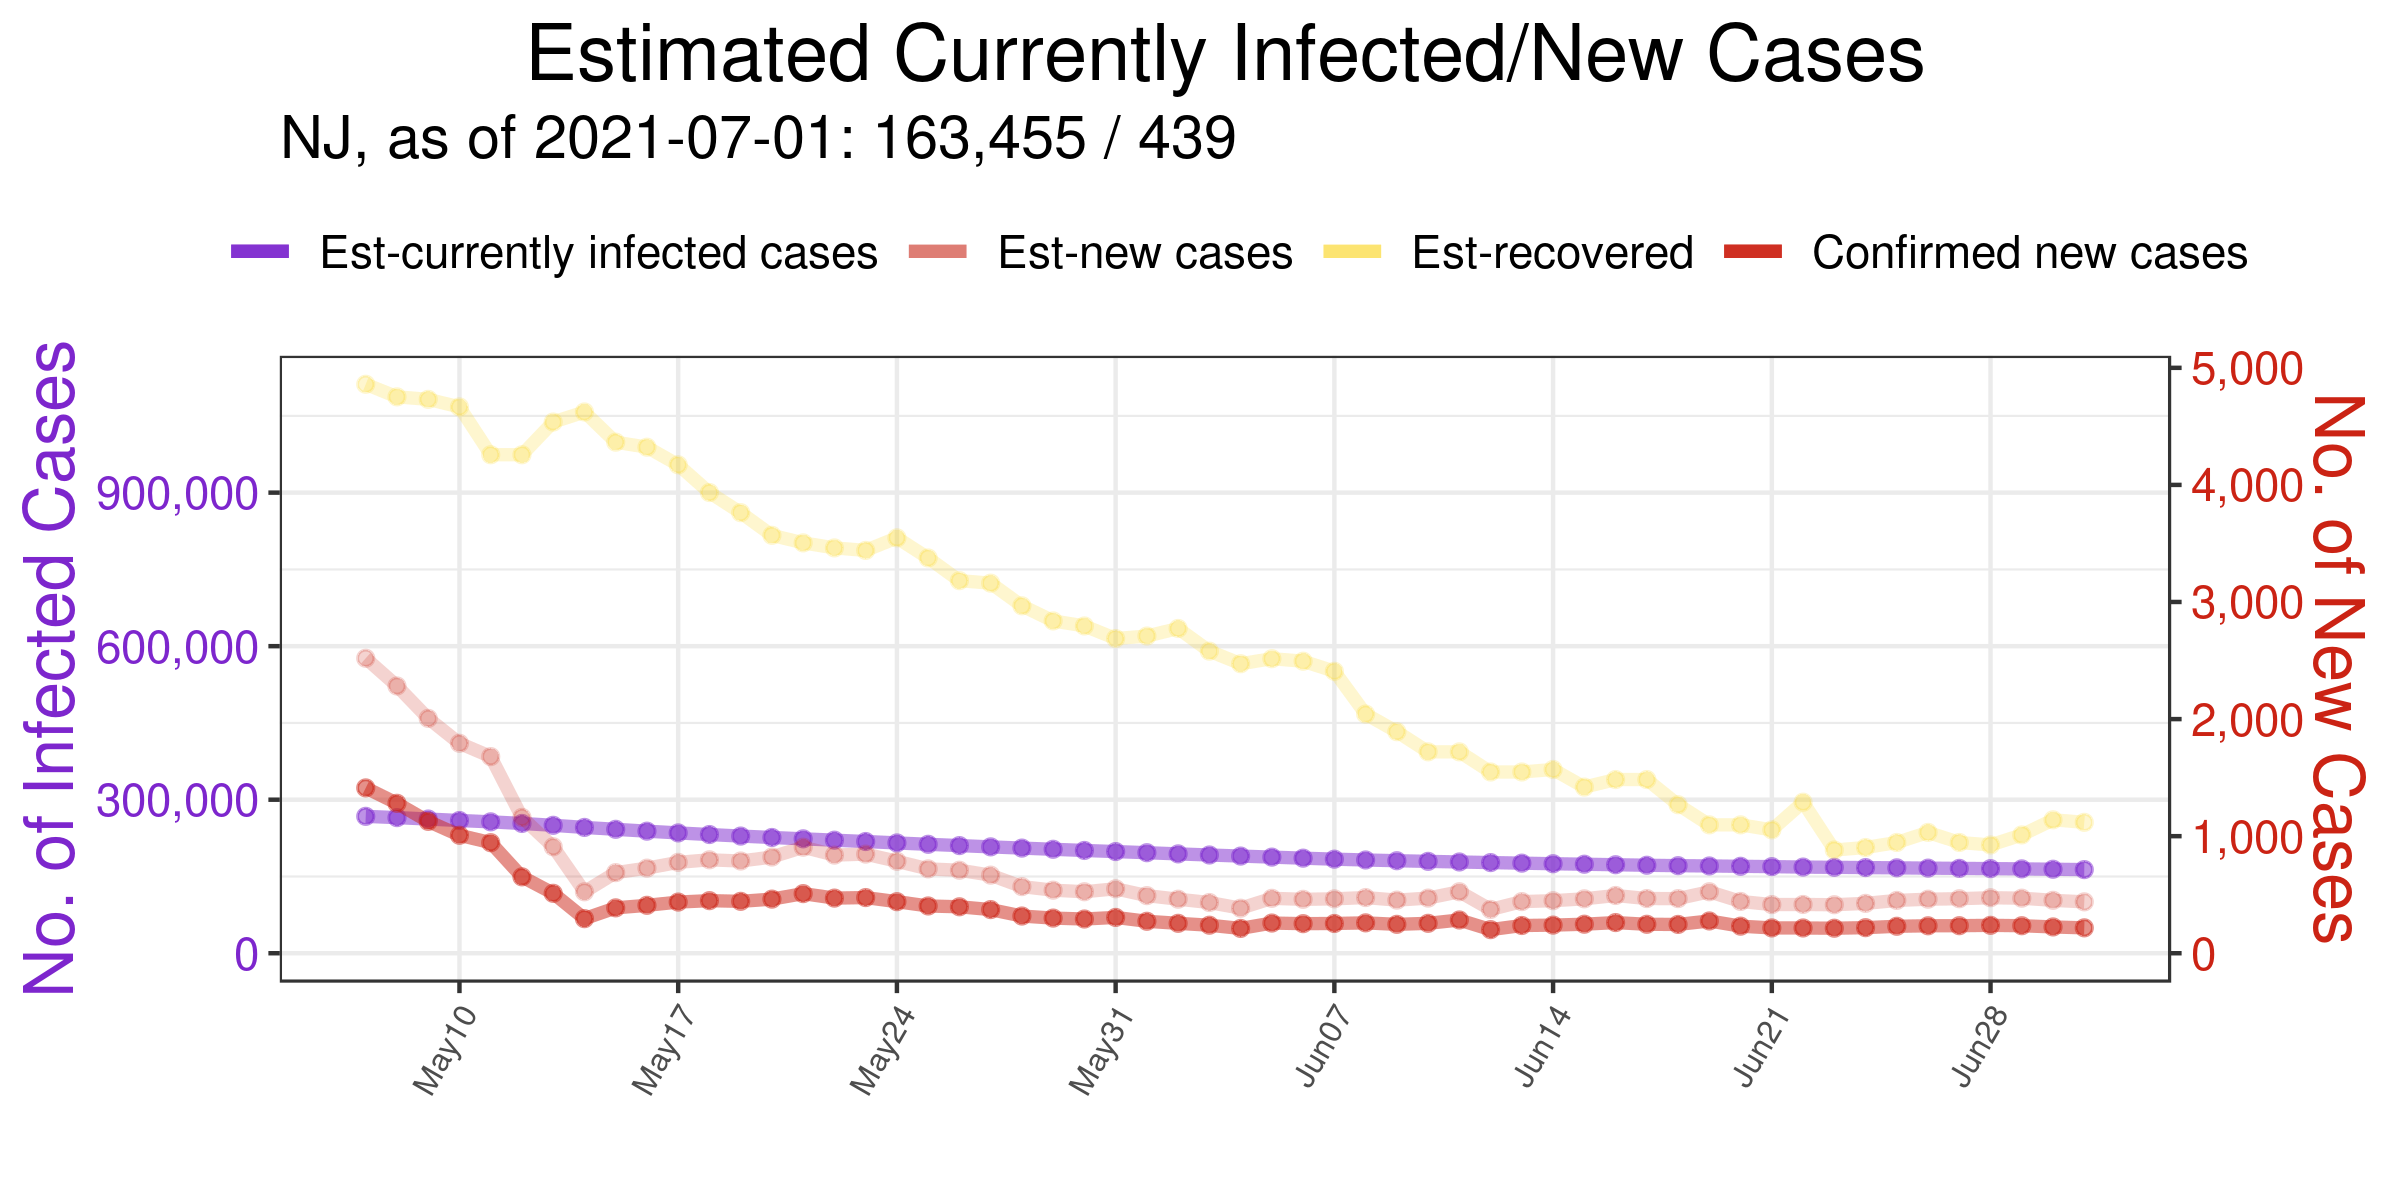 Estimated Currently Infected/New Cases
NJ, as of 2021-07-01: 163,455 / 439
Est-currently infected cases Est-new cases Est-recovered Confirmed new cases
No. of Infected Cases
900,000
600,000
300,000
0
5,000
4,000
3,000
2,000
1,000
0
No. of New Cases
May10 May17 May24 May31 Jun07 Jun14 Jun21 Jun28